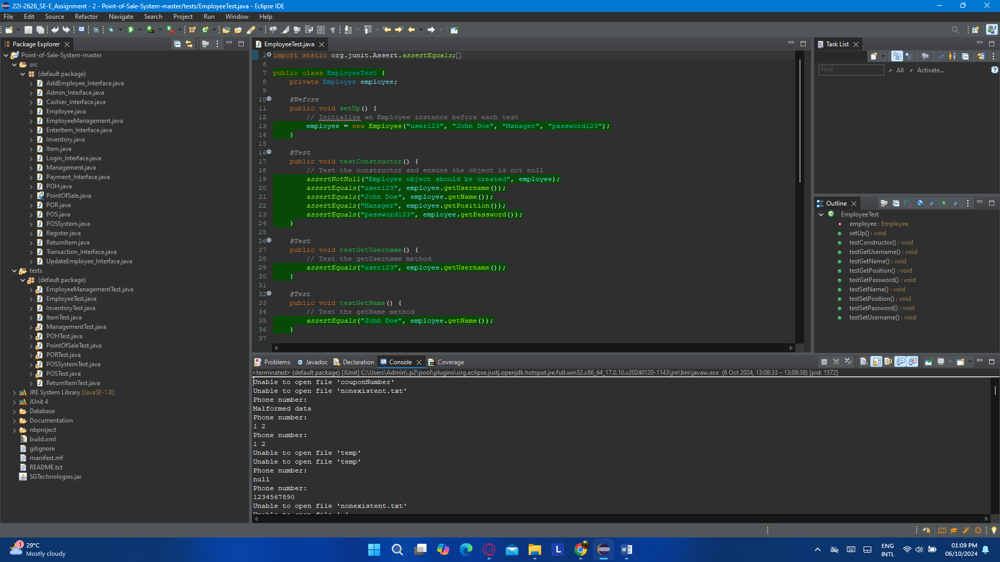 22I-2626_SE-E_Assignment - 2 - Point-of-Sale-System-master/tests/EmployeeTest.java - Eclipse IDE
File Edit Source Refactor Navigate Search Project Run Window Help
Package Explorer
Point-of-Sale-System-master
src
(default package)
AddEmployee_Interface.java
Admin_Interface.java
Cashier_Interface.java
Employee.java
EmployeeManagement.java
EnterItem_Interface.java
Inventory.java
Item.java
Login_Interface.java
Management.java
Payment_Interface.java
POH.java
PointOfSale.java
POR.java
POS.java
POSSystem.java
Register.java
ReturnItem.java
Transaction_Interface.java
UpdateEmployee_Interface.java
tests
(default package)
EmployeeManagementTest.java
EmployeeTest.java
InventoryTest.java
ItemTest.java
ManagementTest.java
POHTest.java
PointOfSaleTest.java
PORTest.java
POSSystemTest.java
POSTest.java
ReturnItemTest.java
JRE System Library [JavaSE-1.8]
JUnit 4
Database
Documentation
nbproject
build.xml
gitignore
manifest.mf
README.txt
SGTechnologies.jar
EmployeeTest.java
1 import static org.junit.Assert.assertEquals;
6
7 public class EmployeeTest {
8 private Employee employee;
9
10 @Before
11 public void setUp() {
12 // Initialize an Employee instance before each test
13 employee = new Employee("user123", "John Doe", "Manager", "password123");
14 }
15
16 @Test
17 public void testConstructor() {
18 // Test the constructor and ensure the object is not null
19 assertNotNull("Employee object should be created", employee);
20 assertEquals("user123", employee.getUsername());
21 assertEquals("John Doe", employee.getName());
22 assertEquals("Manager", employee.getPosition());
23 assertEquals("password123", employee.getPassword());
24 }
25
26 @Test
27 public void testGetUsername() {
28 // Test the getUsername method
29 assertEquals("user123", employee.getUsername());
30 }
31
32 @Test
33 public void testGetName() {
34 // Test the getName method
35 assertEquals("John Doe", employee.getName());
36 }
37
Task List
Find
All
Activate...
Outline
EmployeeTest
employee : Employee
setUp() : void
testConstructor() : void
testGetUsername() : void
testGetName() : void
testGetPosition() : void
testGetPassword() : void
testSetName() : void
testSetPosition() : void
testSetPassword() : void
testSetUsername() : void
Problems Javadoc Declaration Console Coverage
<terminated> (default package) [JUnit] C:\Users\Admin\.p2\pool\plugins\org.eclipse.justj.openjdk.hotspot.jre.full.win32.x86_64_17.0.10.v20240120-1143\jre\bin\javaw.exe (6 Oct 2024, 13:08:33 – 13:08:38) [pid: 1572]
Unable to open file 'couponNumber'
Unable to open file 'nonexistent.txt'
Phone number:
Malformed data
Phone number:
1 2
Phone number:
1 2
Unable to open file 'temp'
Unable to open file 'temp'
Phone number:
null
Phone number:
1234567890
Unable to open file 'nonexistent.txt'
1
29°C
Mostly cloudy
ENG
INTL
01:09 PM
06/10/2024